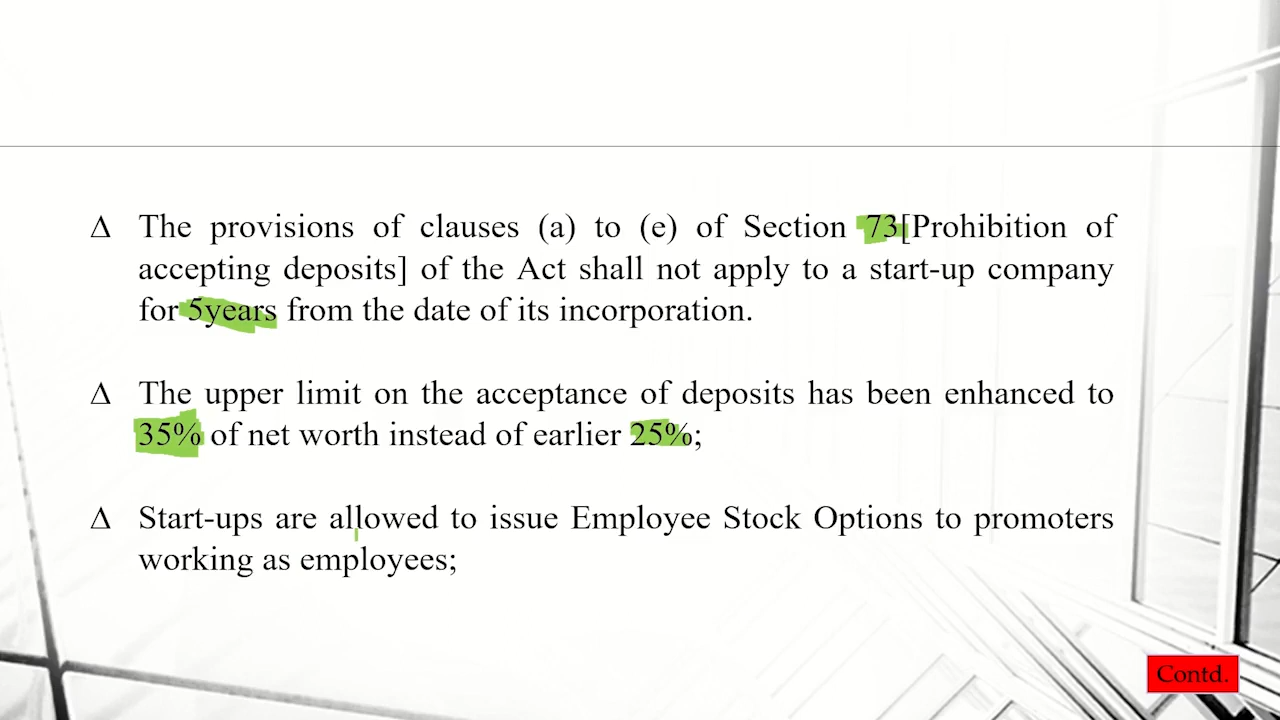 Δ The provisions of clauses (a) to (e) of Section 73[Prohibition of
accepting deposits] of the Act shall not apply to a start-up company
for 5years from the date of its incorporation.
Δ The upper limit on the acceptance of deposits has been enhanced to
35% of net worth instead of earlier 25%;
Δ Start-ups are allowed to issue Employee Stock Options to promoters
working as employees;
Contd.